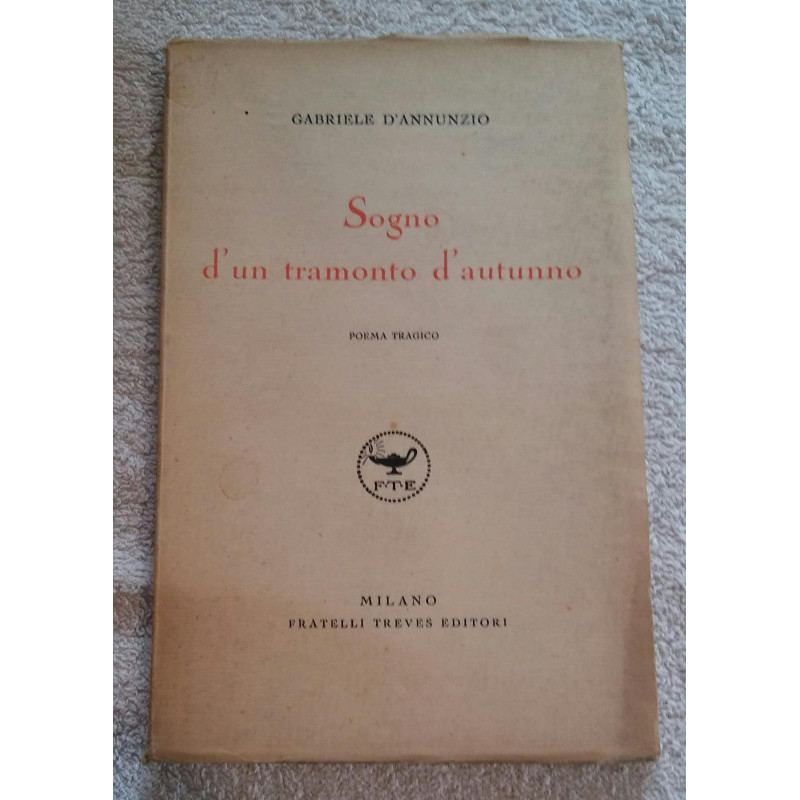 GABRIELE D'ANNUNZIO
Sogno
d'un tramonto d'autunno
POEMA TRAGICO
F·T·E
MILANO
FRATELLI TREVES EDITORI